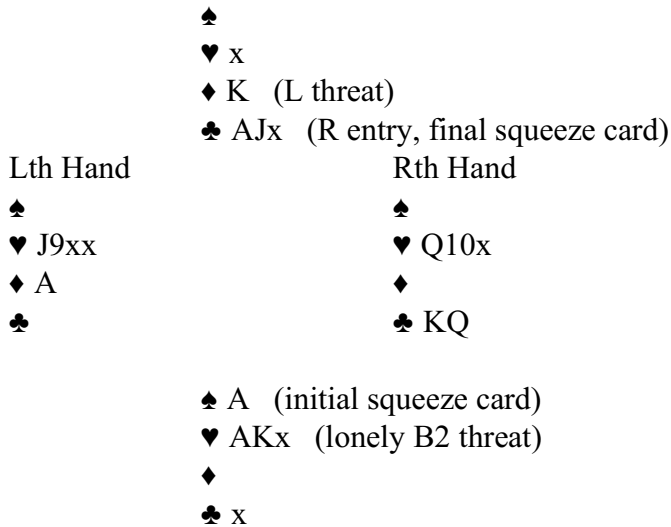 ♠
♥ x
♦ K (L threat)
♣ AJx (R entry, final squeeze card)
Lth Hand Rth Hand
♠ ♠
♥ J9xx ♥ Q10x
♦ A ♦
♣ ♣ KQ
♠ A (initial squeeze card)
♥ AKx (lonely B2 threat)
♦
♣ x